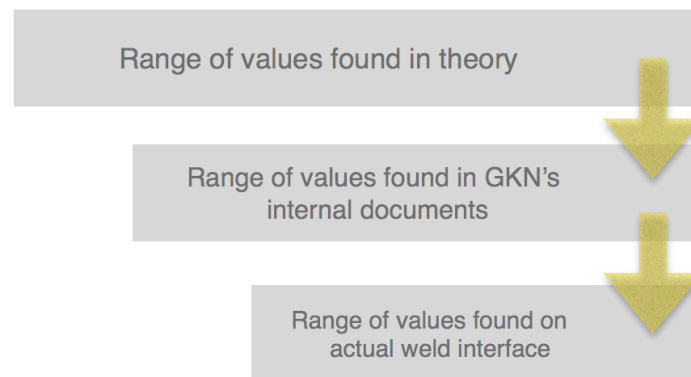 Range of values found in theory
Range of values found in GKN's
internal documents
Range of values found on
actual weld interface